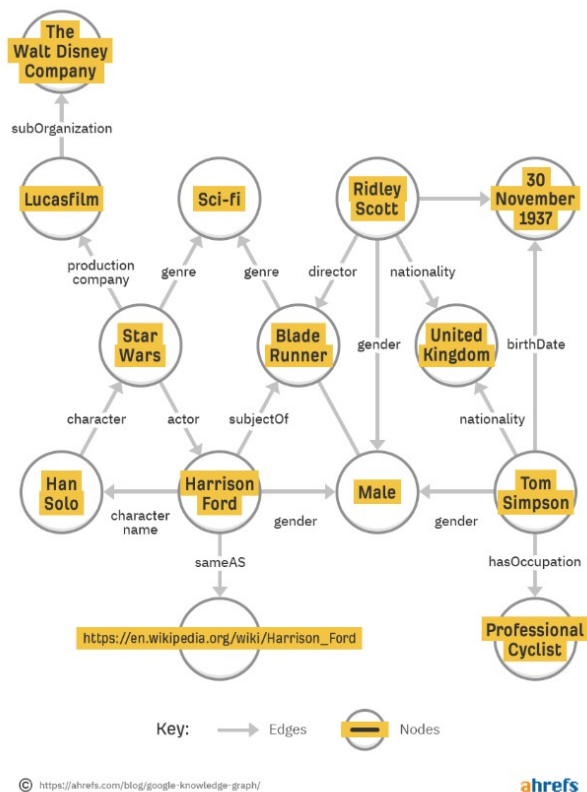 The
Walt Disney
Company
subOrganization
Lucasfilm
Sci-fi
Ridley
Scott
30
November
1937
production
company
genre
genre
director
nationality
Star
Wars
Blade
Runner
gender
United
Kingdom
birthDate
character
actor
subjectOf
nationality
Han
Solo
Harrison
Ford
Male
Tom
Simpson
character
name
gender
gender
sameAS
hasOccupation
https://en.wikipedia.org/wiki/Harrison_Ford
Professional
Cyclist
Key:
Edges
Nodes
© https://ahrefs.com/blog/google-knowledge-graph/
ahrefs